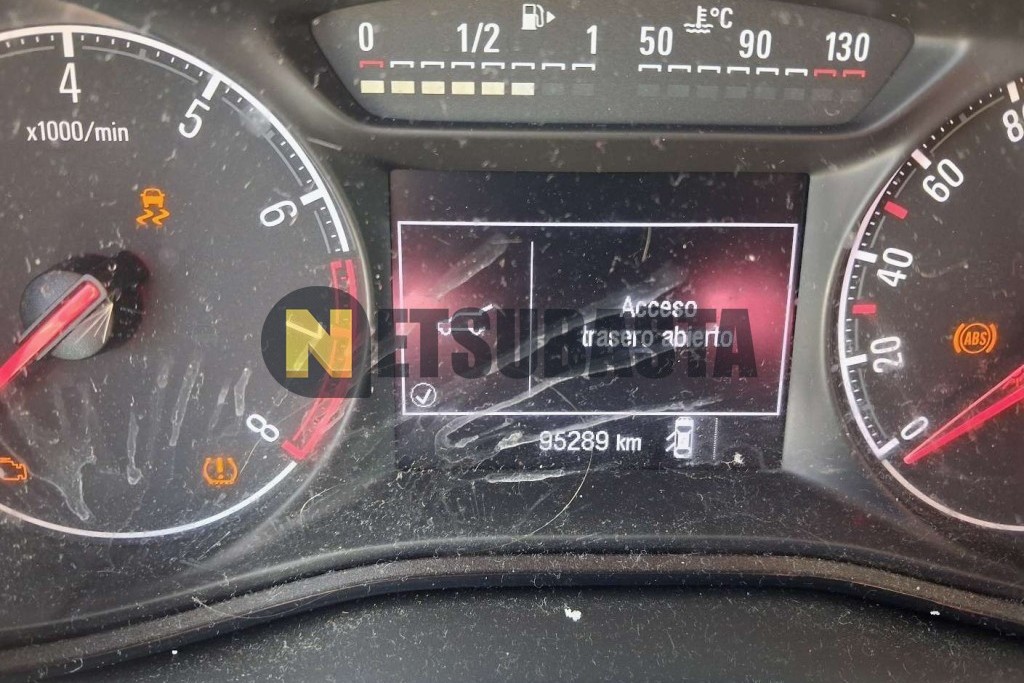 0 1/2 1 50 °C 90 130
4
5
x1000/min
6
8
8
60
40
20
0
ABS
Acceso
trasero abierto
NETSUBASTA
95289 km